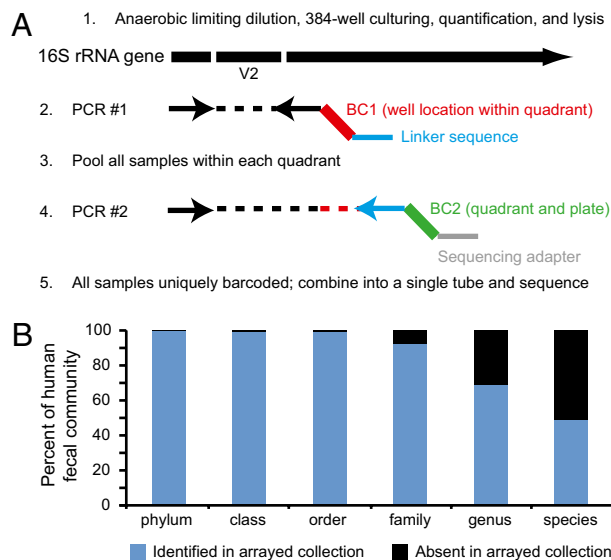 A
1. Anaerobic limiting dilution, 384-well culturing, quantification, and lysis
16S rRNA gene
V2
2. PCR #1
BC1 (well location within quadrant)
Linker sequence
3. Pool all samples within each quadrant
4. PCR #2
BC2 (quadrant and plate)
Sequencing adapter
5. All samples uniquely barcoded; combine into a single tube and sequence
B
Percent of human
fecal community
100
80
60
40
20
0
phylum class order family genus species
Identified in arrayed collection Absent in arrayed collection